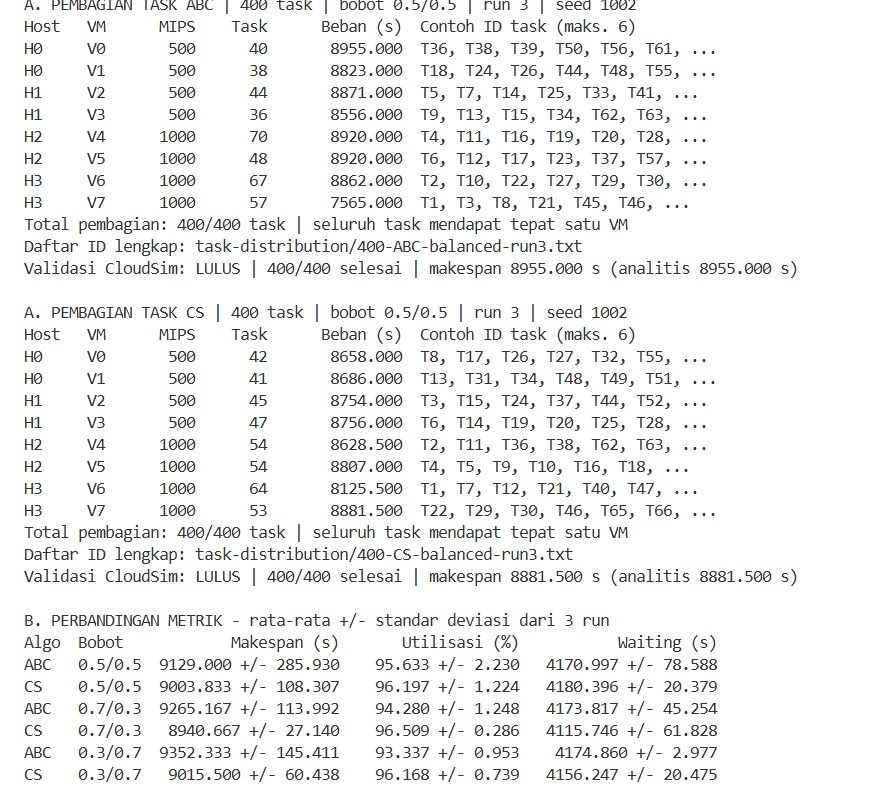 A. PEMBAGIAN TASK ABC | 400 task | bobot 0.5/0.5 | run 3 | seed 1002
Host VM MIPS Task Beban (s) Contoh ID task (maks. 6)
H0 V0 500 40 8955.000 T36, T38, T39, T50, T56, T61, ...
H0 V1 500 38 8823.000 T18, T24, T26, T44, T48, T55, ...
H1 V2 500 44 8871.000 T5, T7, T14, T25, T33, T41, ...
H1 V3 500 36 8556.000 T9, T13, T15, T34, T62, T63, ...
H2 V4 1000 70 8920.000 T4, T11, T16, T19, T20, T28, ...
H2 V5 1000 48 8920.000 T6, T12, T17, T23, T37, T57, ...
H3 V6 1000 67 8862.000 T2, T10, T22, T27, T29, T30, ...
H3 V7 1000 57 7565.000 T1, T3, T8, T21, T45, T46, ...
Total pembagian: 400/400 task | seluruh task mendapat tepat satu VM
Daftar ID lengkap: task-distribution/400-ABC-balanced-run3.txt
Validasi CloudSim: LULUS | 400/400 selesai | makespan 8955.000 s (analitis 8955.000 s)
A. PEMBAGIAN TASK CS | 400 task | bobot 0.5/0.5 | run 3 | seed 1002
Host VM MIPS Task Beban (s) Contoh ID task (maks. 6)
H0 V0 500 42 8658.000 T8, T17, T26, T27, T32, T55, ...
H0 V1 500 41 8686.000 T13, T31, T34, T48, T49, T51, ...
H1 V2 500 45 8754.000 T3, T15, T24, T37, T44, T52, ...
H1 V3 500 47 8756.000 T6, T14, T19, T20, T25, T28, ...
H2 V4 1000 54 8628.500 T2, T11, T36, T38, T62, T63, ...
H2 V5 1000 54 8807.000 T4, T5, T9, T10, T16, T18, ...
H3 V6 1000 64 8125.500 T1, T7, T12, T21, T40, T47, ...
H3 V7 1000 53 8881.500 T22, T29, T30, T46, T65, T66, ...
Total pembagian: 400/400 task | seluruh task mendapat tepat satu VM
Daftar ID lengkap: task-distribution/400-CS-balanced-run3.txt
Validasi CloudSim: LULUS | 400/400 selesai | makespan 8881.500 s (analitis 8881.500 s)
B. PERBANDINGAN METRIK - rata-rata +/- standar deviasi dari 3 run
Algo Bobot Makespan (s) Utilisasi (%) Waiting (s)
ABC 0.5/0.5 9129.000 +/- 285.930 95.633 +/- 2.230 4170.997 +/- 78.588
CS 0.5/0.5 9003.833 +/- 108.307 96.197 +/- 1.224 4180.396 +/- 20.379
ABC 0.7/0.3 9265.167 +/- 113.992 94.280 +/- 1.248 4173.817 +/- 45.254
CS 0.7/0.3 8940.667 +/- 27.140 96.509 +/- 0.286 4115.746 +/- 61.828
ABC 0.3/0.7 9352.333 +/- 145.411 93.337 +/- 0.953 4174.860 +/- 2.977
CS 0.3/0.7 9015.500 +/- 60.438 96.168 +/- 0.739 4156.247 +/- 20.475